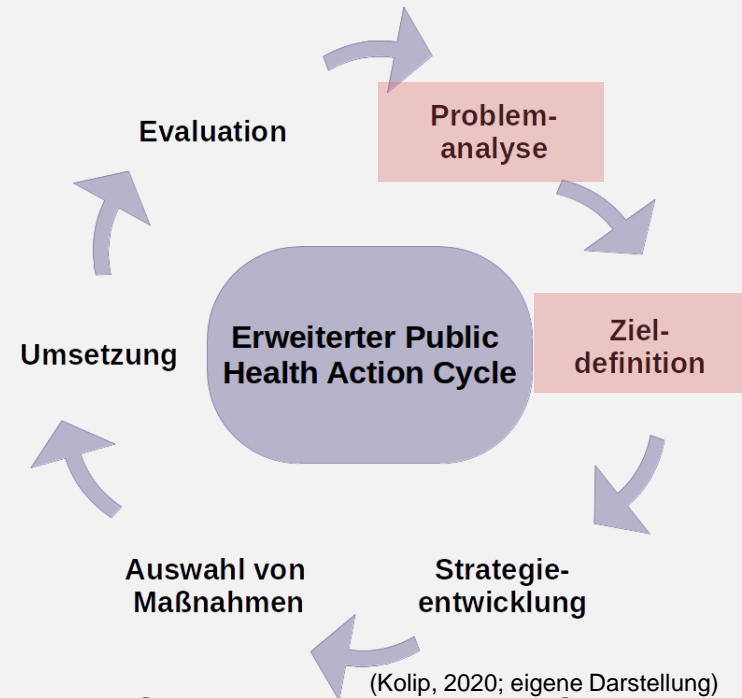 Evaluation
Problem-
analyse
Ziel-
definition
Erweiterter Public
Health Action Cycle
Umsetzung
Auswahl von
Maßnahmen
Strategie-
entwicklung
(Kolip, 2020; eigene Darstellung)